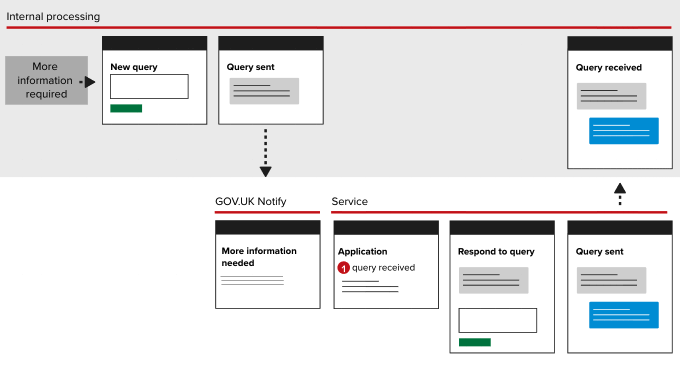 Internal processing
More
information
required
New query
Query sent
Query received
GOV.UK Notify
Service
More information
needed
Application
1 query received
Respond to query
Query sent